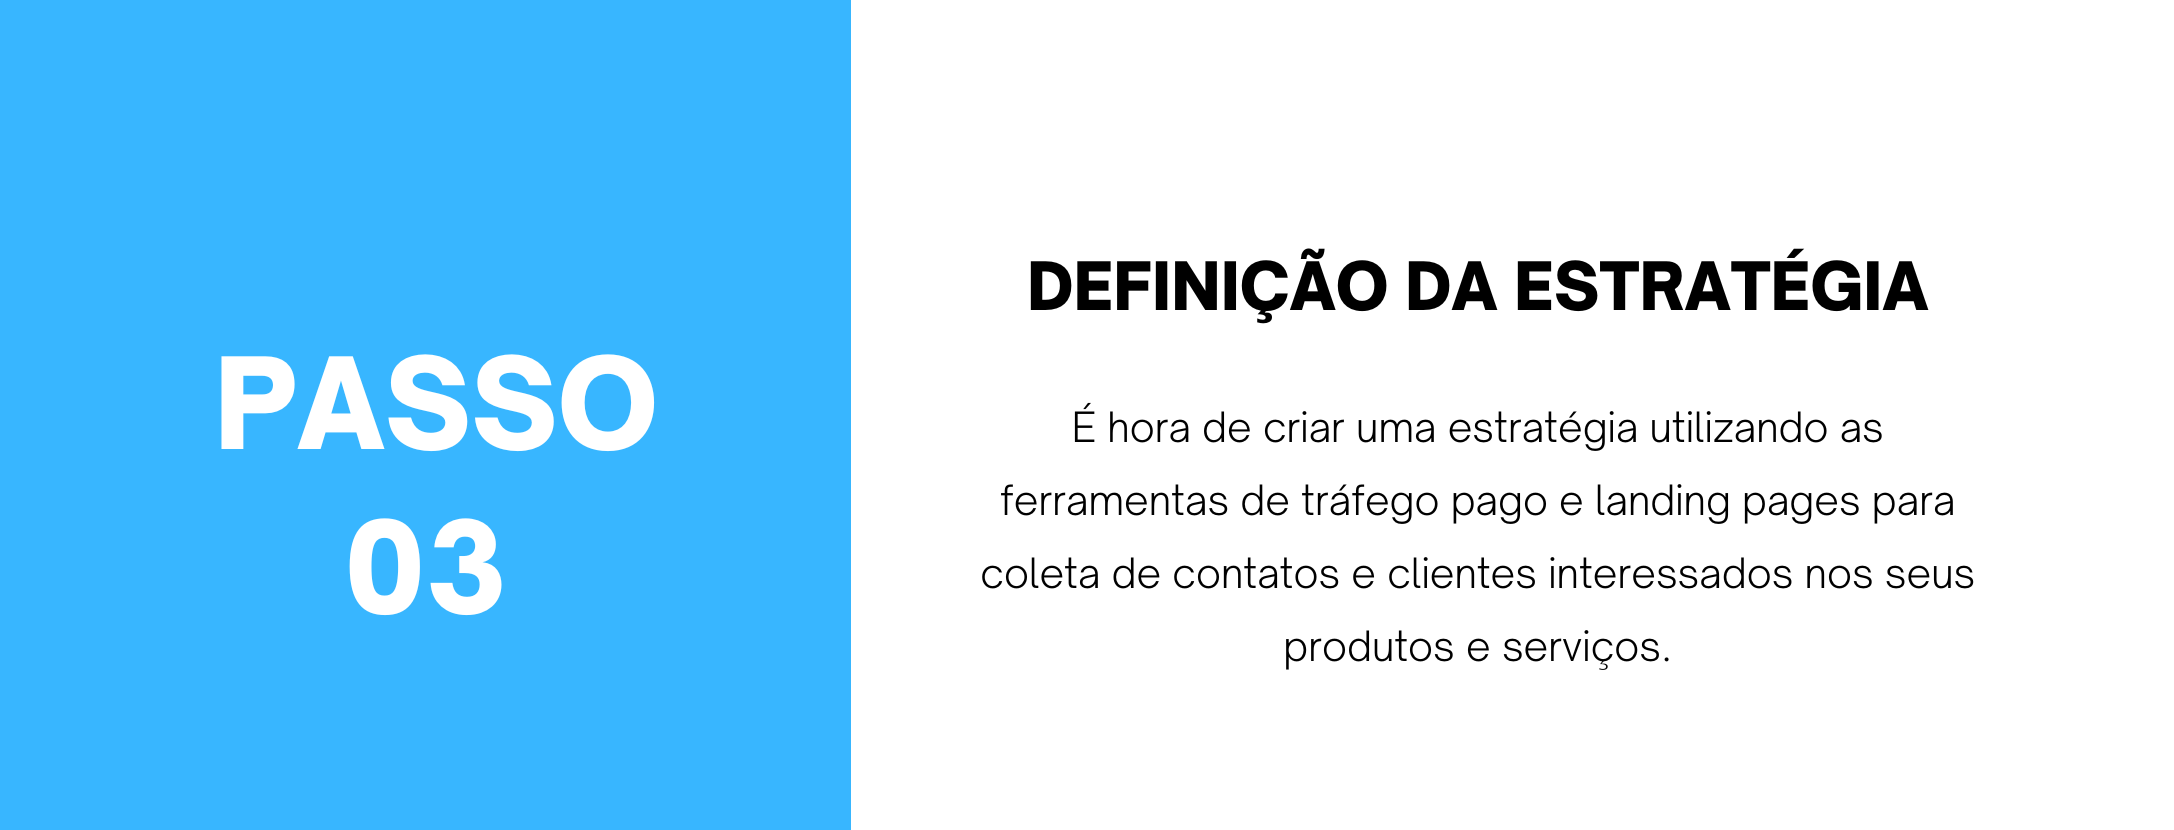 PASSO
03
DEFINIÇÃO DA ESTRATÉGIA
É hora de criar uma estratégia utilizando as
ferramentas de tráfego pago e landing pages para
coleta de contatos e clientes interessados nos seus
produtos e serviços.